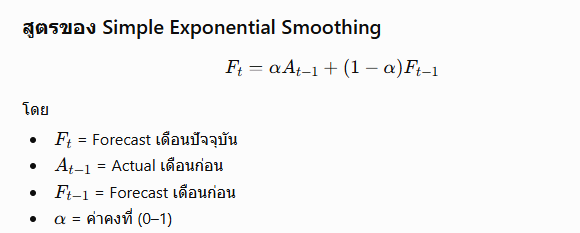 สูตรของ Simple Exponential Smoothing
Fₜ = αAₜ₋₁ + (1 − α)Fₜ₋₁
โดย
• Fₜ = Forecast เดือนปัจจุบัน
• Aₜ₋₁ = Actual เดือนก่อน
• Fₜ₋₁ = Forecast เดือนก่อน
• α = ค่าคงที่ (0–1)